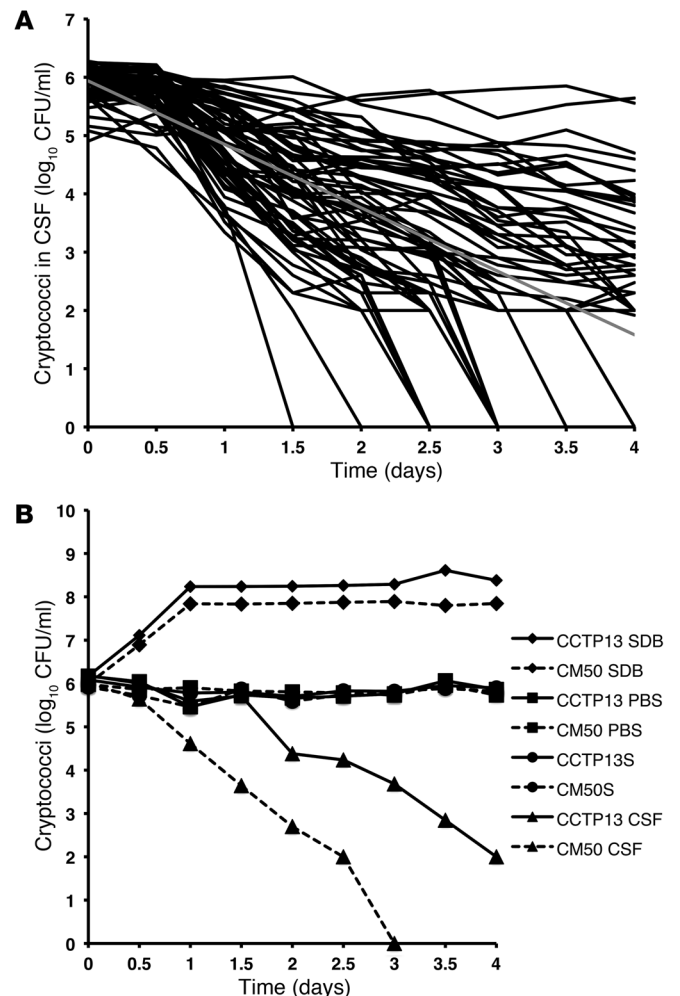 A
Cryptococci in CSF (log10 CFU/ml)
7
6
5
4
3
2
1
0
0 0.5 1 1.5 2 2.5 3 3.5 4
Time (days)
B
Cryptococci (log10 CFU/ml)
10
9
8
7
6
5
4
3
2
1
0
0 0.5 1 1.5 2 2.5 3 3.5 4
Time (days)
CCTP13 SDB
CM50 SDB
CCTP13 PBS
CM50 PBS
CCTP13S
CM50S
CCTP13 CSF
CM50 CSF